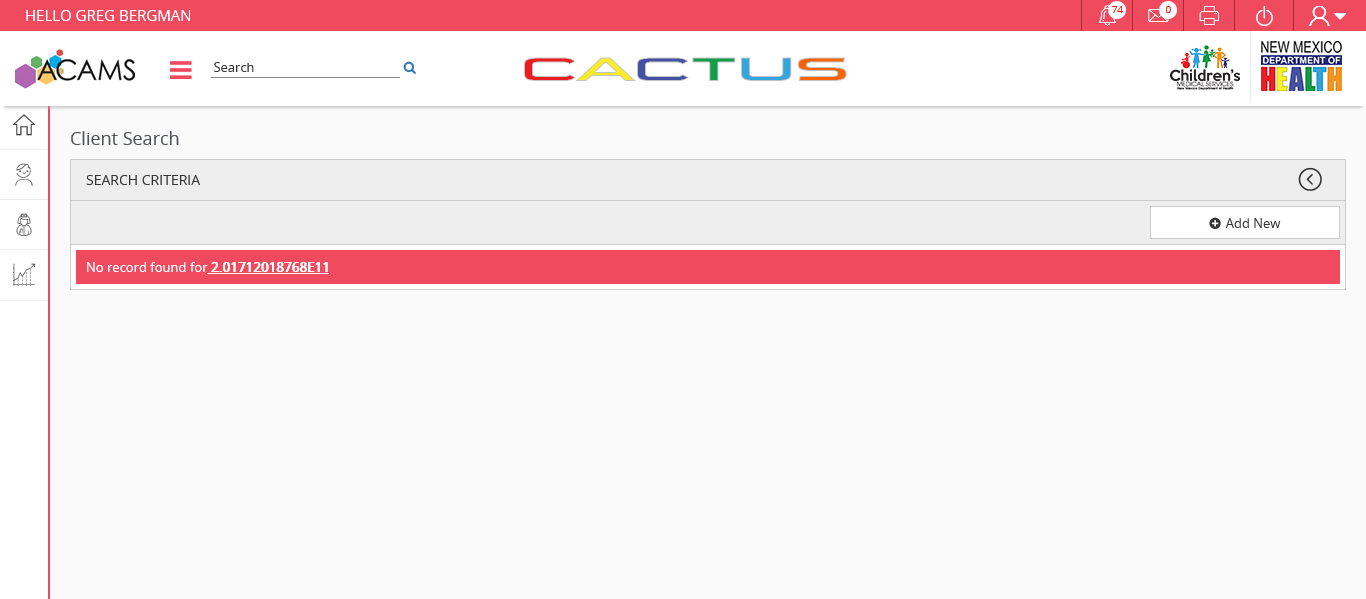 HELLO GREG BERGMAN
74
0
ACAMS
Search
CACTUS
Children's
MEDICAL SERVICES
New Mexico Department of Health
NEW MEXICO
DEPARTMENT OF
HEALTH
Client Search
SEARCH CRITERIA
Add New
No record found for 2.01712018768E11